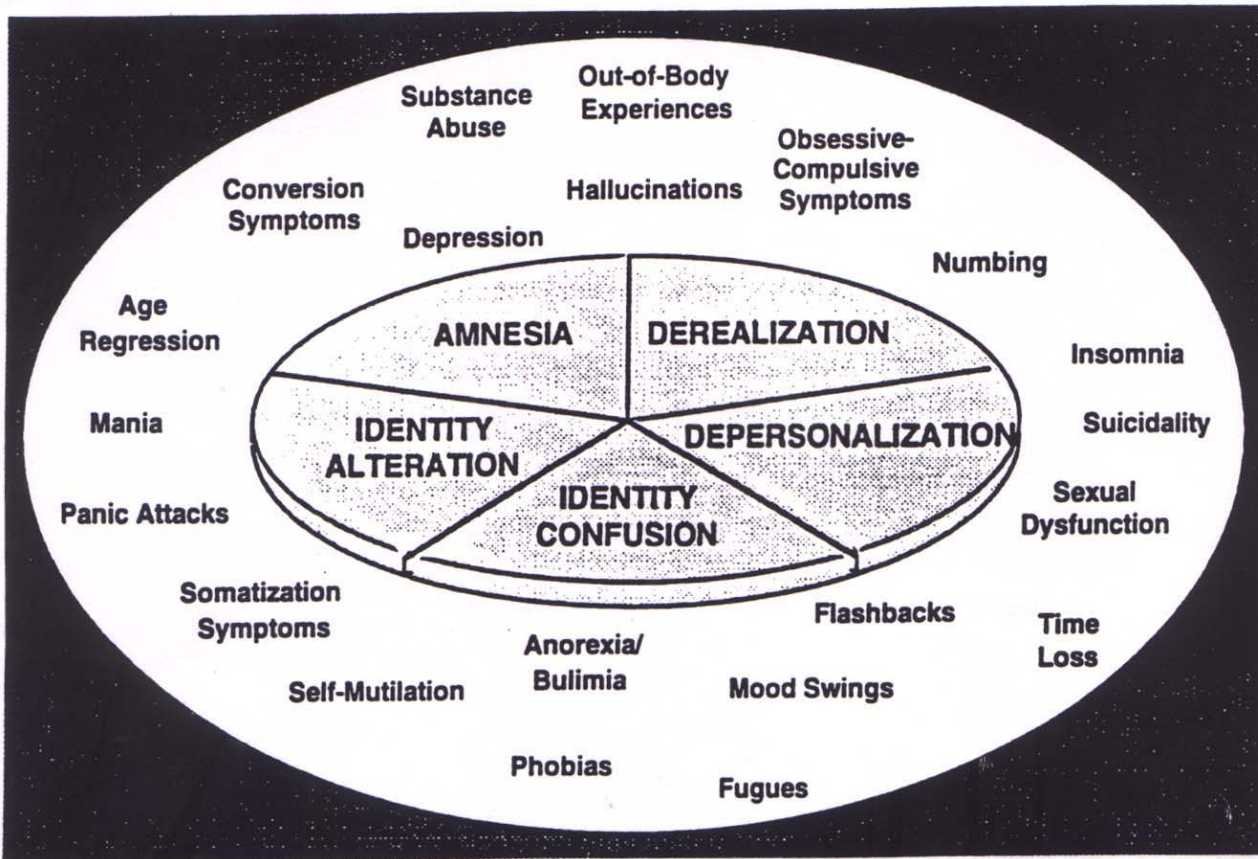 Substance
Abuse
Out-of-Body
Experiences
Obsessive-
Compulsive
Symptoms
Conversion
Symptoms
Hallucinations
Depression
Numbing
Age
Regression
AMNESIA
DEREALIZATION
Insomnia
Mania
IDENTITY
ALTERATION
DEPERSONALIZATION
Suicidality
Panic Attacks
IDENTITY
CONFUSION
Sexual
Dysfunction
Somatization
Symptoms
Flashbacks
Time
Loss
Anorexia/
Bulimia
Self-Mutilation
Mood Swings
Phobias
Fugues